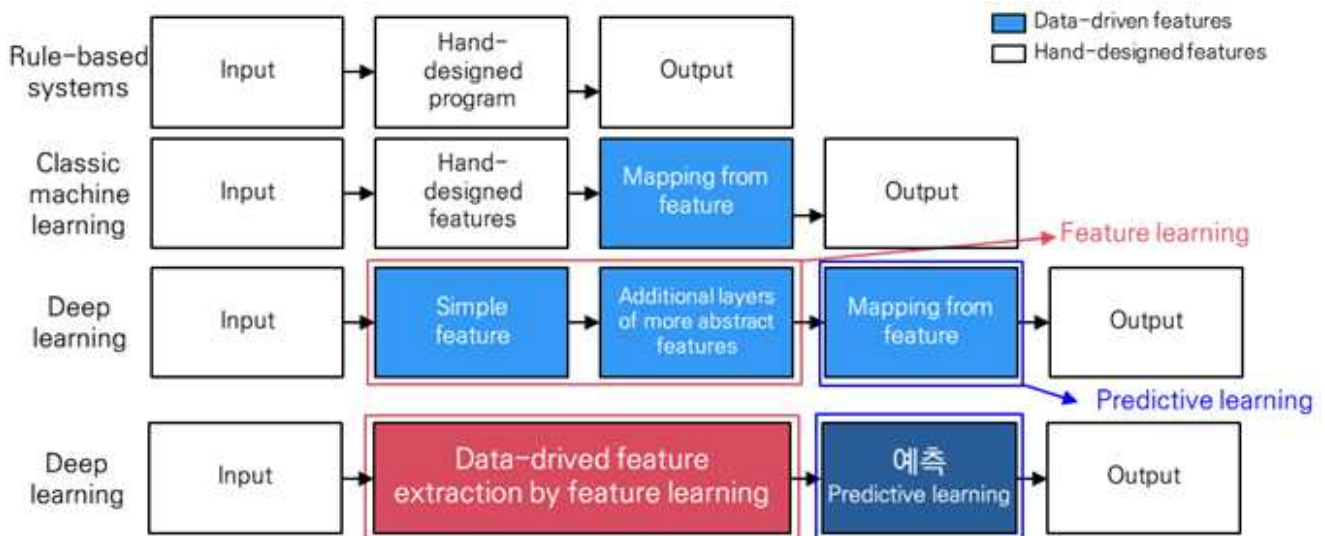 Data-driven features
Hand-designed features
Rule-based
systems
Input
Hand-
designed
program
Output
Classic
machine
learning
Input
Hand-
designed
features
Mapping from
feature
Output
Feature learning
Deep
learning
Input
Simple
feature
Additional layers
of more abstract
features
Mapping from
feature
Output
Predictive learning
Deep
learning
Input
Data-drived feature
extraction by feature learning
예측
Predictive learning
Output